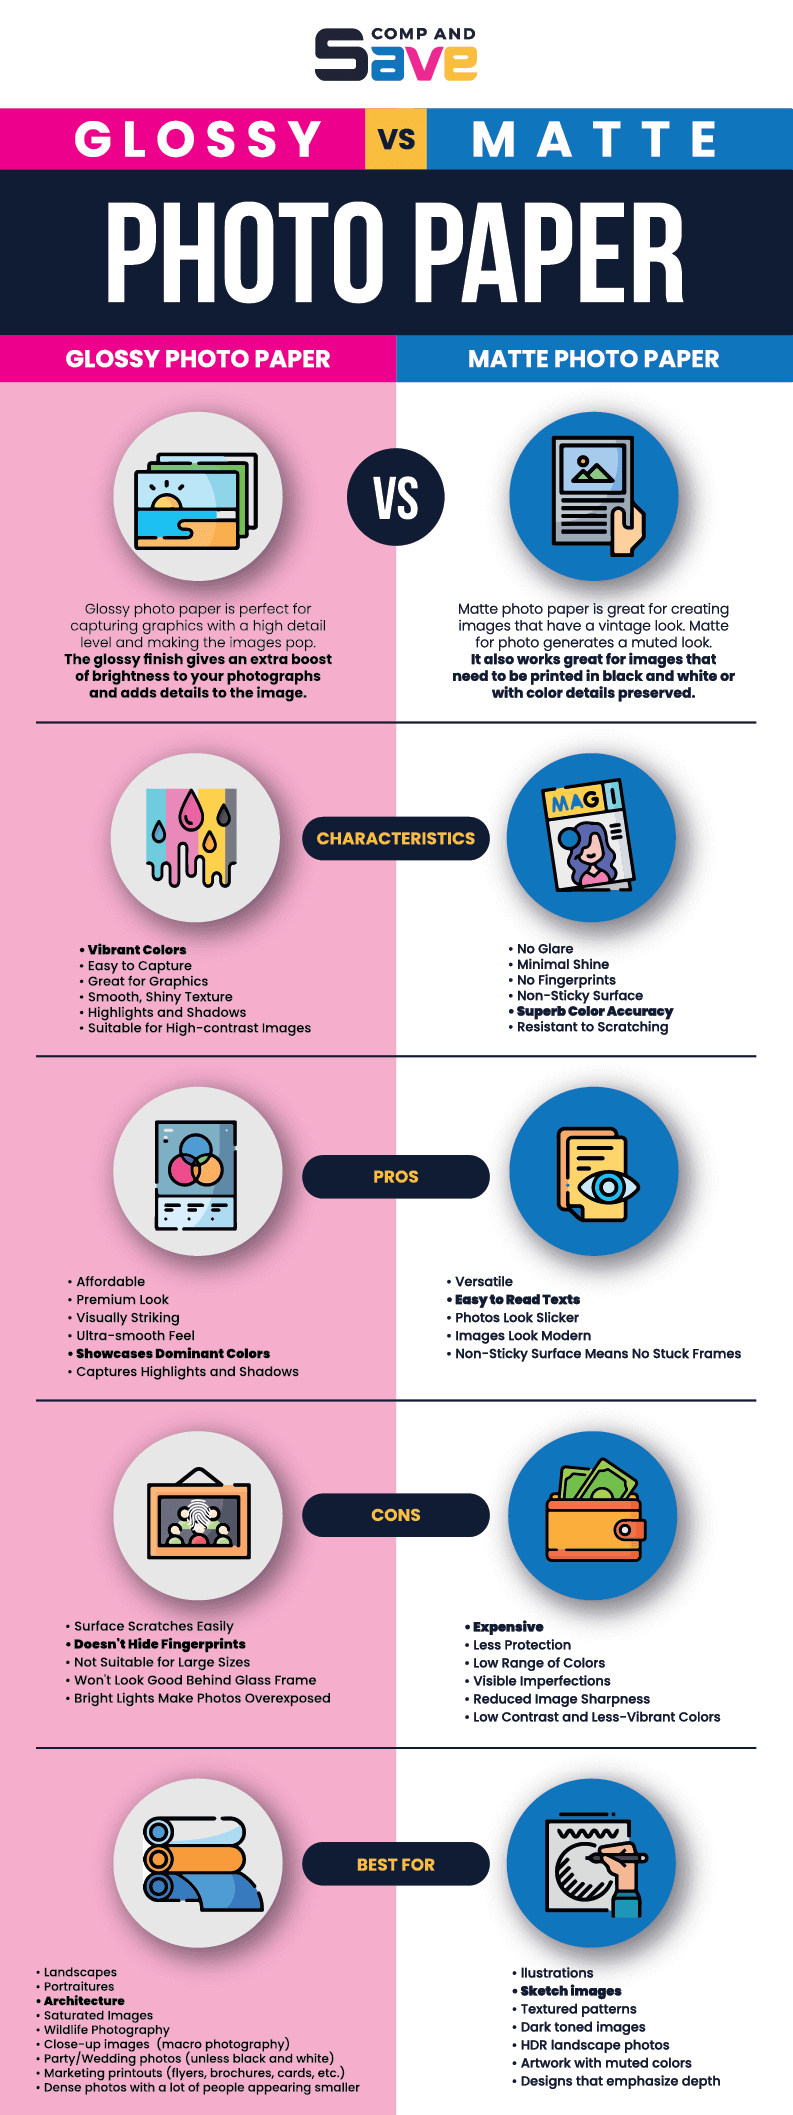 COMP AND
Save
GLOSSY VS MATTE
PHOTO PAPER
GLOSSY PHOTO PAPER
MATTE PHOTO PAPER
VS
Glossy photo paper is perfect for
capturing graphics with a high detail
level and making the images pop.
The glossy finish gives an extra boost
of brightness to your photographs
and adds details to the image.
Matte photo paper is great for creating
images that have a vintage look. Matte
for photo generates a muted look.
It also works great for images that
need to be printed in black and white or
with color details preserved.
CHARACTERISTICS
MAG
• Vibrant Colors
• Easy to Capture
• Great for Graphics
• Smooth, Shiny Texture
• Highlights and Shadows
• Suitable for High-contrast Images
• No Glare
• Minimal Shine
• No Fingerprints
• Non-Sticky Surface
• Superb Color Accuracy
• Resistant to Scratching
PROS
• Affordable
• Premium Look
• Visually Striking
• Ultra-smooth Feel
• Showcases Dominant Colors
• Captures Highlights and Shadows
• Versatile
• Easy to Read Texts
• Photos Look Slicker
• Images Look Modern
• Non-Sticky Surface Means No Stuck Frames
CONS
• Surface Scratches Easily
• Doesn't Hide Fingerprints
• Not Suitable for Large Sizes
• Won't Look Good Behind Glass Frame
• Bright Lights Make Photos Overexposed
• Expensive
• Less Protection
• Low Range of Colors
• Visible Imperfections
• Reduced Image Sharpness
• Low Contrast and Less-Vibrant Colors
BEST FOR
• Landscapes
• Portraitures
• Architecture
• Saturated Images
• Wildlife Photography
• Close-up images (macro photography)
• Party/Wedding photos (unless black and white)
• Marketing printouts (flyers, brochures, cards, etc.)
• Dense photos with a lot of people appearing smaller
• Ilustrations
• Sketch images
• Textured patterns
• Dark toned images
• HDR landscape photos
• Artwork with muted colors
• Designs that emphasize depth